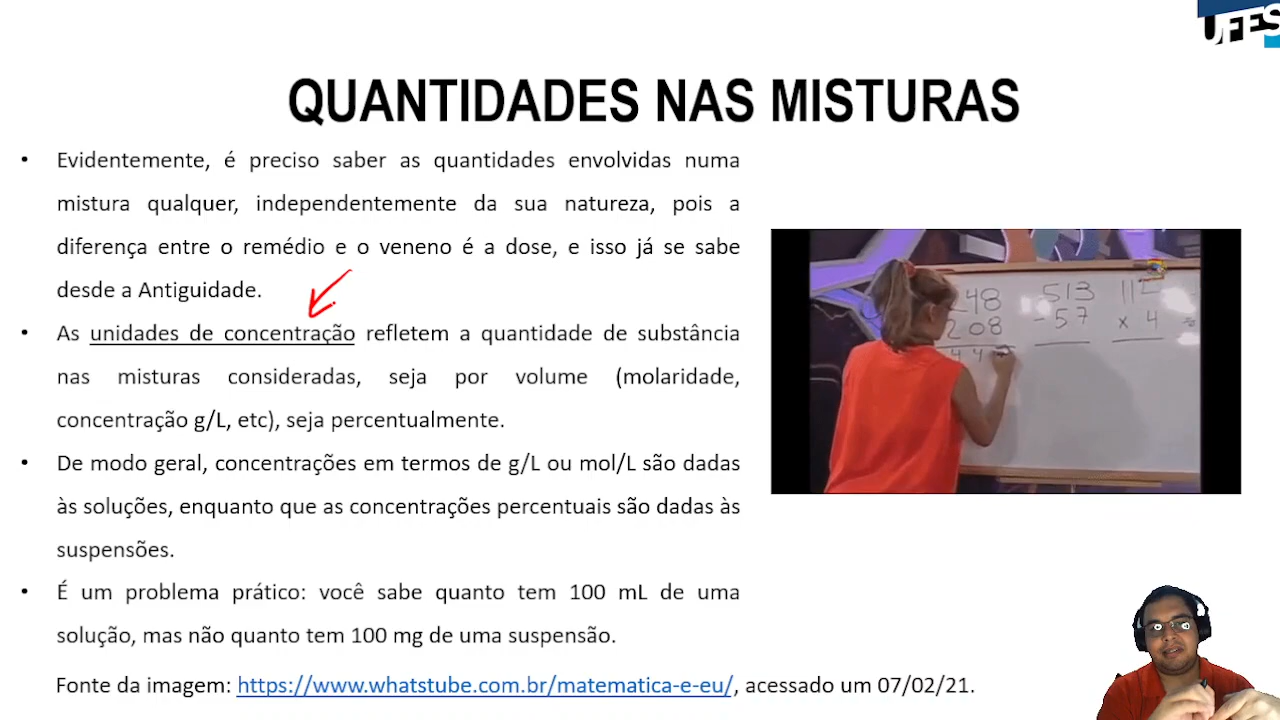 UFES
QUANTIDADES NAS MISTURAS
• Evidentemente, é preciso saber as quantidades envolvidas numa
mistura qualquer, independentemente da sua natureza, pois a
diferença entre o remédio e o veneno é a dose, e isso já se sabe
desde a Antiguidade.
• As unidades de concentração refletem a quantidade de substância
nas misturas consideradas, seja por volume (molaridade,
concentração g/L, etc), seja percentualmente.
• De modo geral, concentrações em termos de g/L ou mol/L são dadas
às soluções, enquanto que as concentrações percentuais são dadas às
suspensões.
• É um problema prático: você sabe quanto tem 100 mL de uma
solução, mas não quanto tem 100 mg de uma suspensão.
248 513
208 -57 x 4
44
Fonte da imagem: https://www.whatstube.com.br/matematica-e-eu/, acessado um 07/02/21.